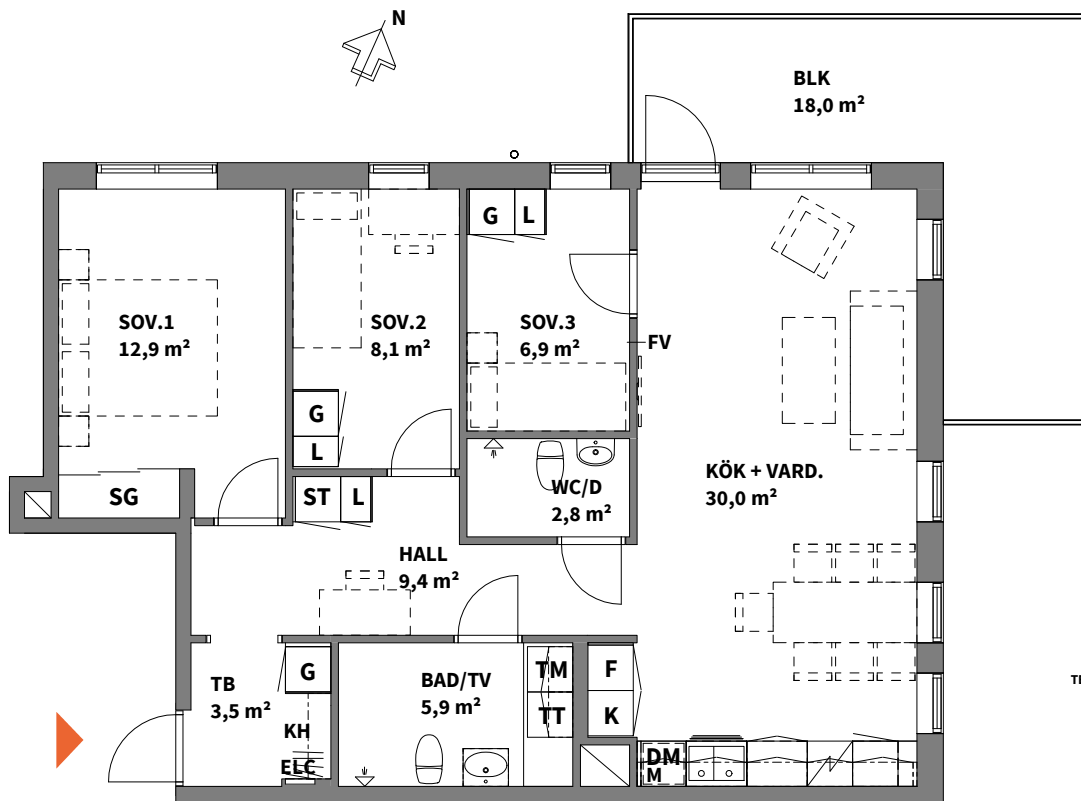 N
BLK
18,0 m²
G
L
SOV.1
12,9 m²
SOV.2
8,1 m²
SOV.3
6,9 m²
FV
G
L
SG
ST
L
WC/D
2,8 m²
KÖK + VARD.
30,0 m²
HALL
9,4 m²
TB
3,5 m²
G
KH
ELC
BAD/TV
5,9 m²
TM
TT
F
K
DM
M